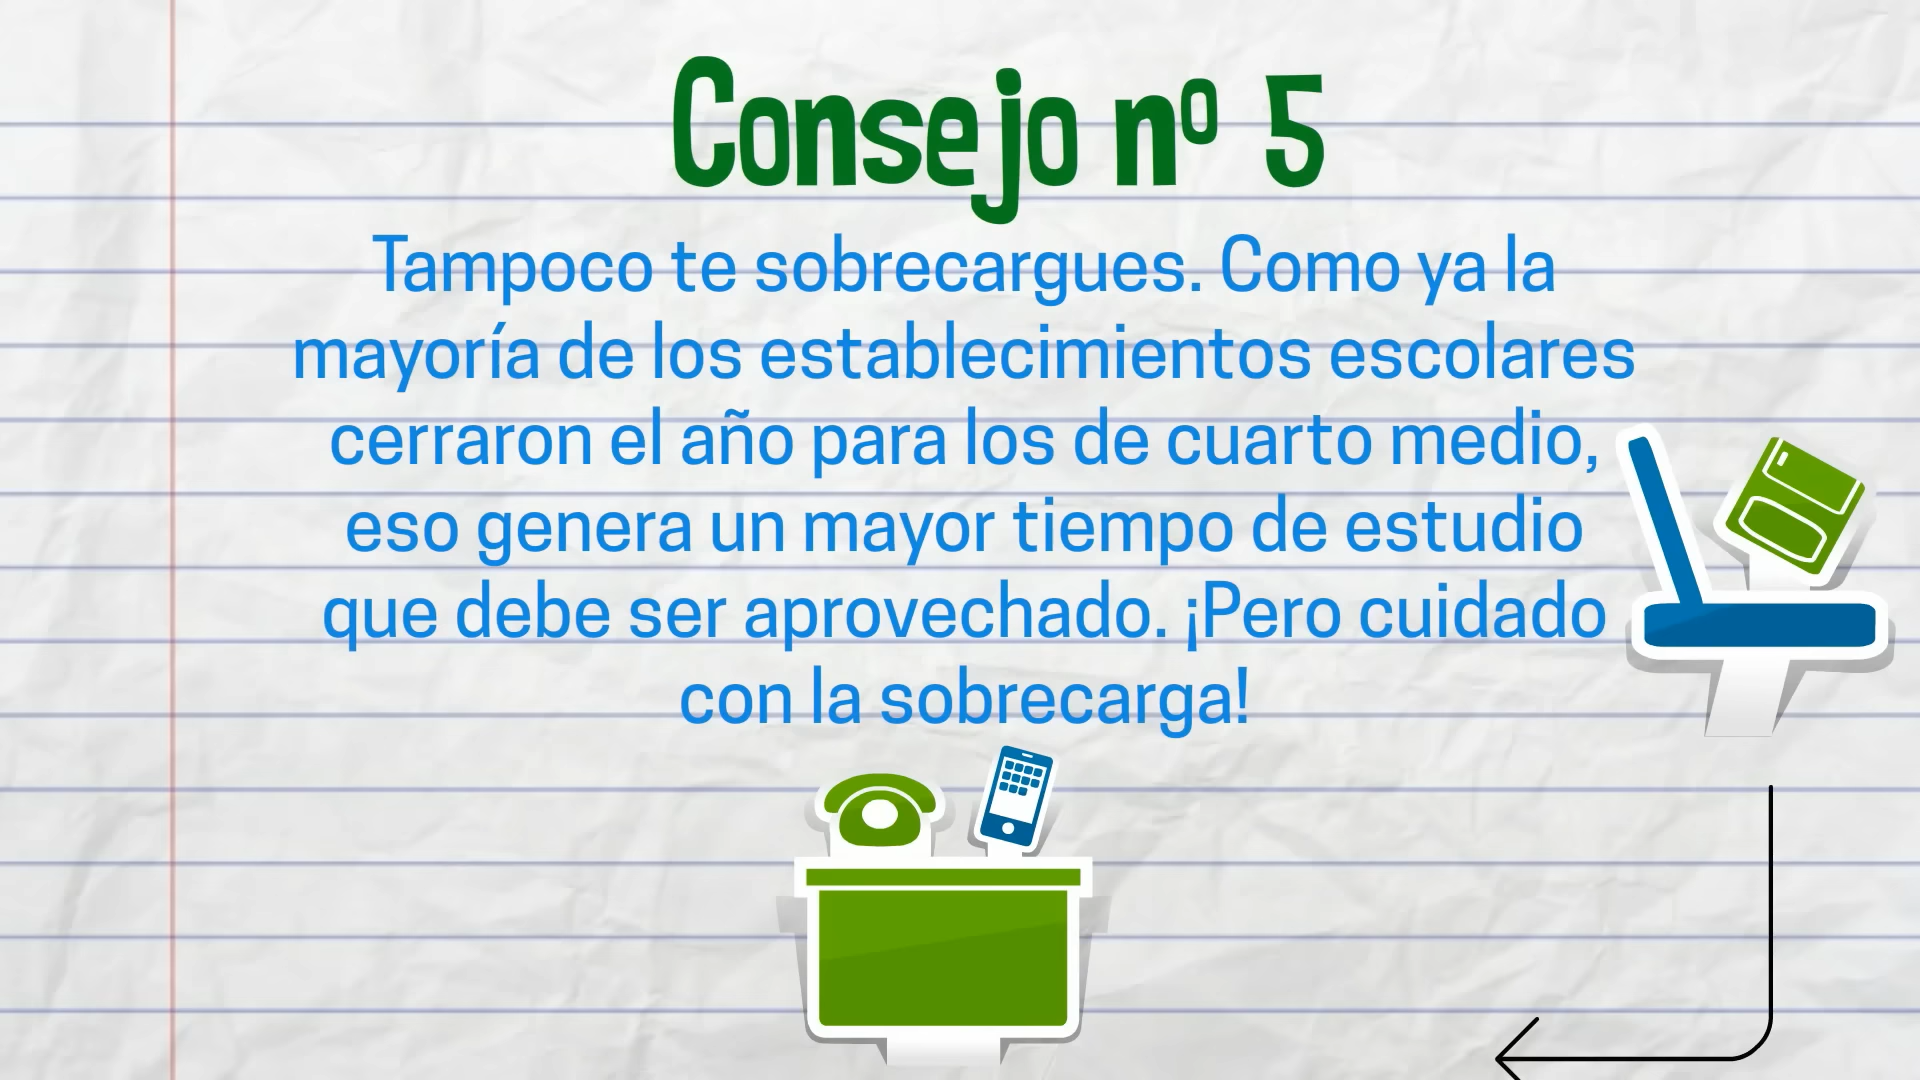 Consejo nº 5
Tampoco te sobrecargues. Como ya la
mayoría de los establecimientos escolares
cerraron el año para los de cuarto medio,
eso genera un mayor tiempo de estudio
que debe ser aprovechado. ¡Pero cuidado
con la sobrecarga!